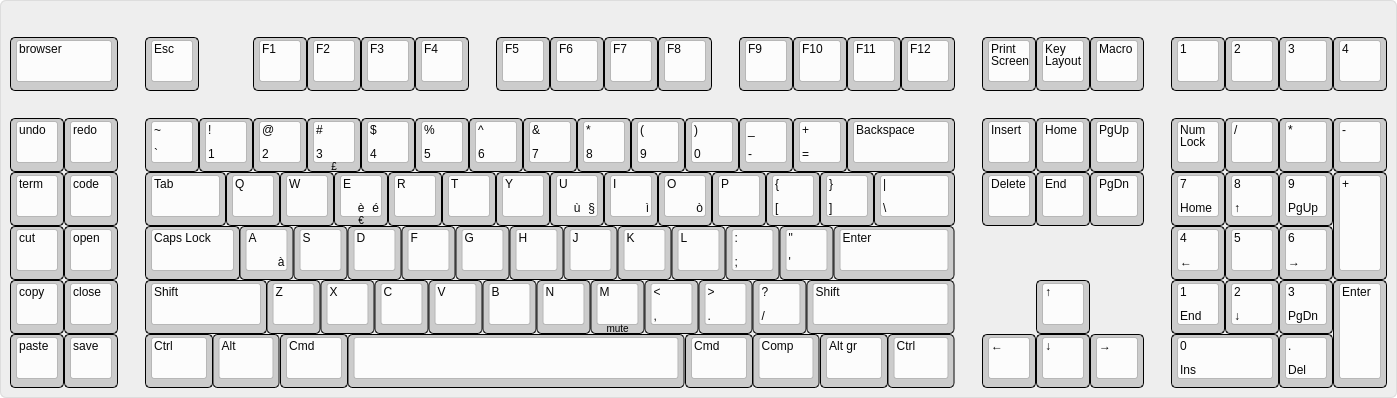 browser Esc F1 F2 F3 F4 F5 F6 F7 F8 F9 F10 F11 F12 Print Key Macro 1 2 3 4
Screen Layout
undo redo ~ ! @ # $ % ^ & * ( ) _ + Backspace Insert Home PgUp Num / * -
Lock
` 1 2 3 4 5 6 7 8 9 0 - =
£
term code Tab Q W E R T Y U I O P { } | Delete End PgDn 7 8 9 +
è é ù § ì ò [ ] \ Home ↑ PgUp
€
cut open Caps Lock A S D F G H J K L : " Enter 4 5 6
à ; ' ← →
copy close Shift Z X C V B N M < > ? Shift ↑ 1 2 3 Enter
, . / End ↓ PgDn
mute
paste save Ctrl Alt Cmd Cmd Comp Alt gr Ctrl ← ↓ → 0 .
Ins Del